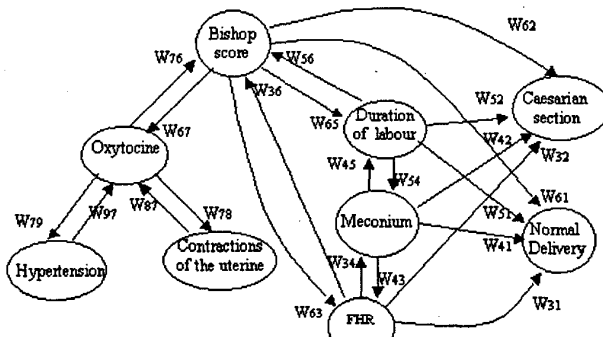 W62
Bishop
score
W76
W56
W36
W52
Caesarian
section
W65
Duration
of labour
W67
W42
W32
Oxytocine
W45
W54
W61
W51
W79
W97
W87
W78
Meconium
W41
Normal
Delivery
Hypertension
Contractions
of the uterine
W34
W43
W63
FHR
W31